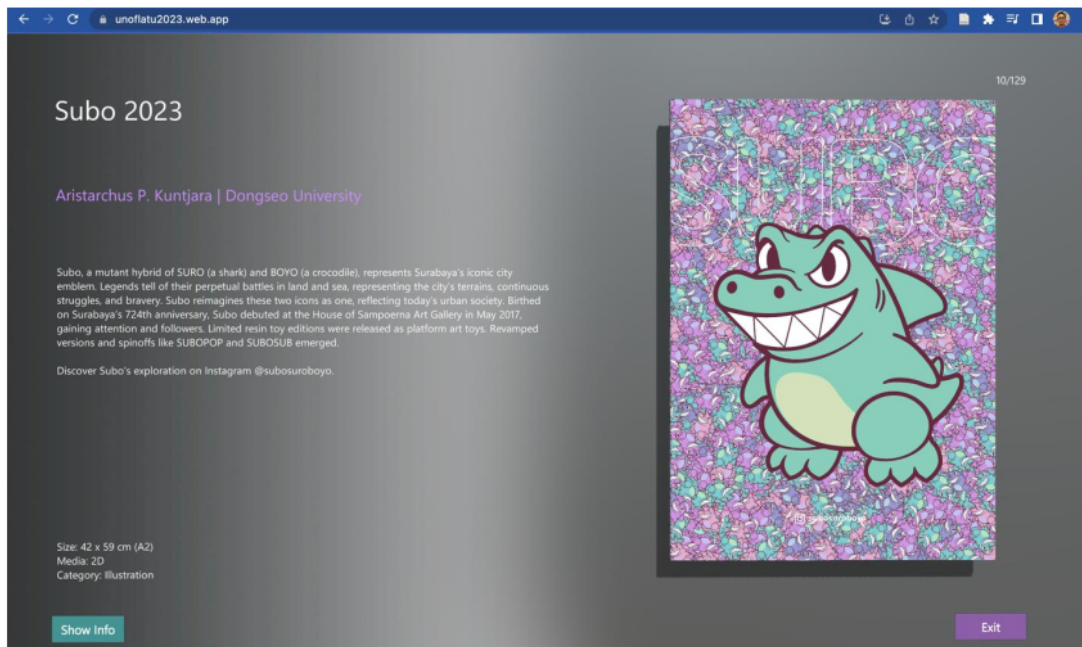 unoflatu2023.web.app
10/129
Subo 2023
Aristarchus P. Kuntjara | Dongseo University
Subo, a mutant hybrid of SURO (a shark) and BOYO (a crocodile), represents Surabaya's iconic city
emblem. Legends tell of their perpetual battles in land and sea, representing the city's terrains, continuous
struggles, and bravery. Subo reimagines these two icons as one, reflecting today's urban society. Birthed
on Surabaya's 724th anniversary, Subo debuted at the House of Sampoerna Art Gallery in May 2017,
gaining attention and followers. Limited resin toy editions were released as platform art toys. Revamped
versions and spinoffs like SUBOPOP and SUBOSUB emerged.
Discover Subo's exploration on Instagram @subosuroboyo.
Size: 42 x 59 cm (A2)
Media: 2D
Category: Illustration
SUBO
subosuroboyo
Show Info
Exit